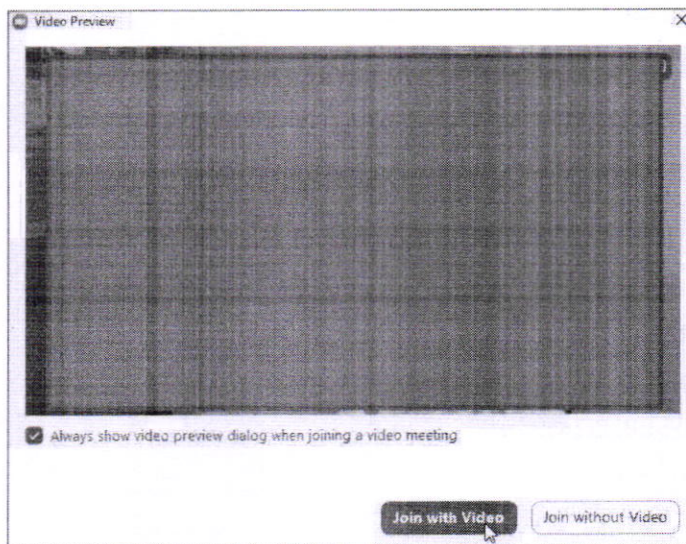 Video Preview
Always show video preview dialog when joining a video meeting
Join with Video
Join without Video